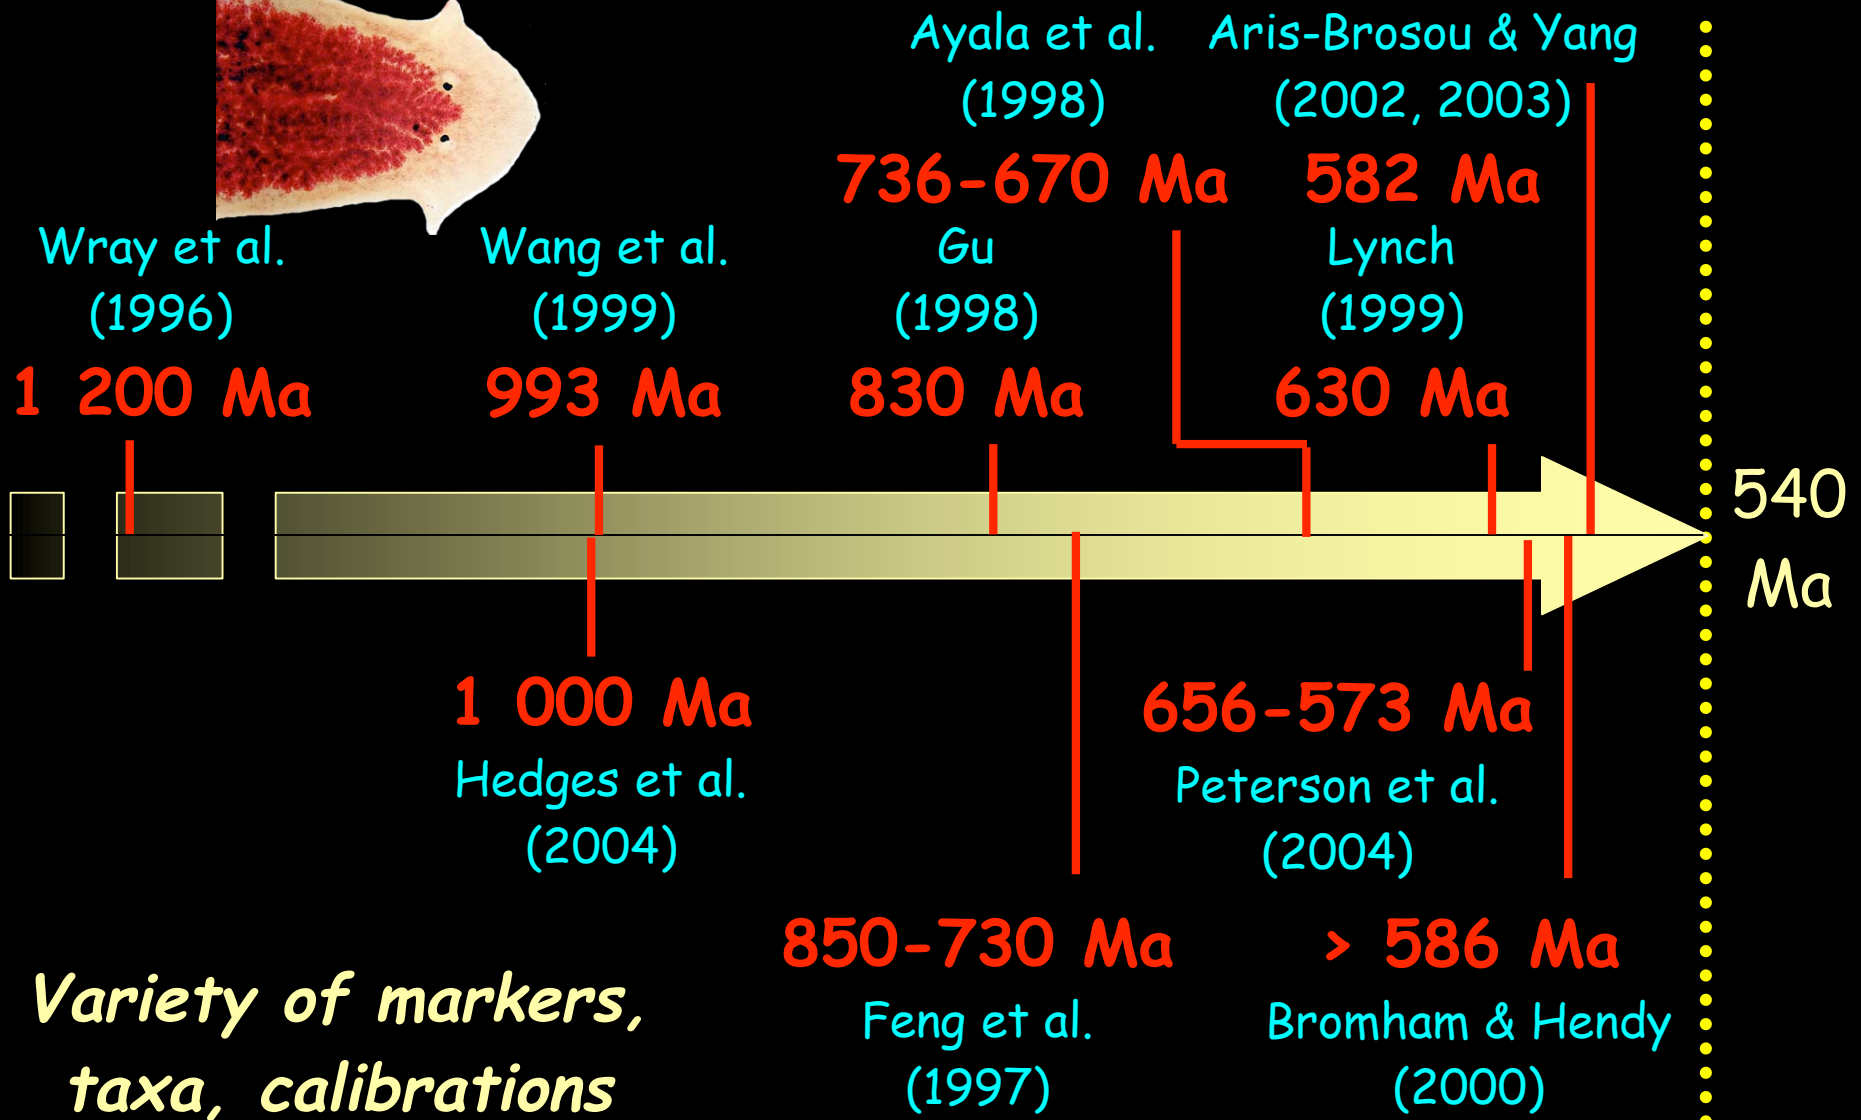 Ayala et al.
(1998)
736-670 Ma
Aris-Brosou & Yang
(2002, 2003)
582 Ma
Wray et al.
(1996)
1 200 Ma
Wang et al.
(1999)
993 Ma
Gu
(1998)
830 Ma
Lynch
(1999)
630 Ma
540
Ma
1 000 Ma
Hedges et al.
(2004)
656-573 Ma
Peterson et al.
(2004)
850-730 Ma
Feng et al.
(1997)
> 586 Ma
Bromham & Hendy
(2000)
Variety of markers,
taxa, calibrations